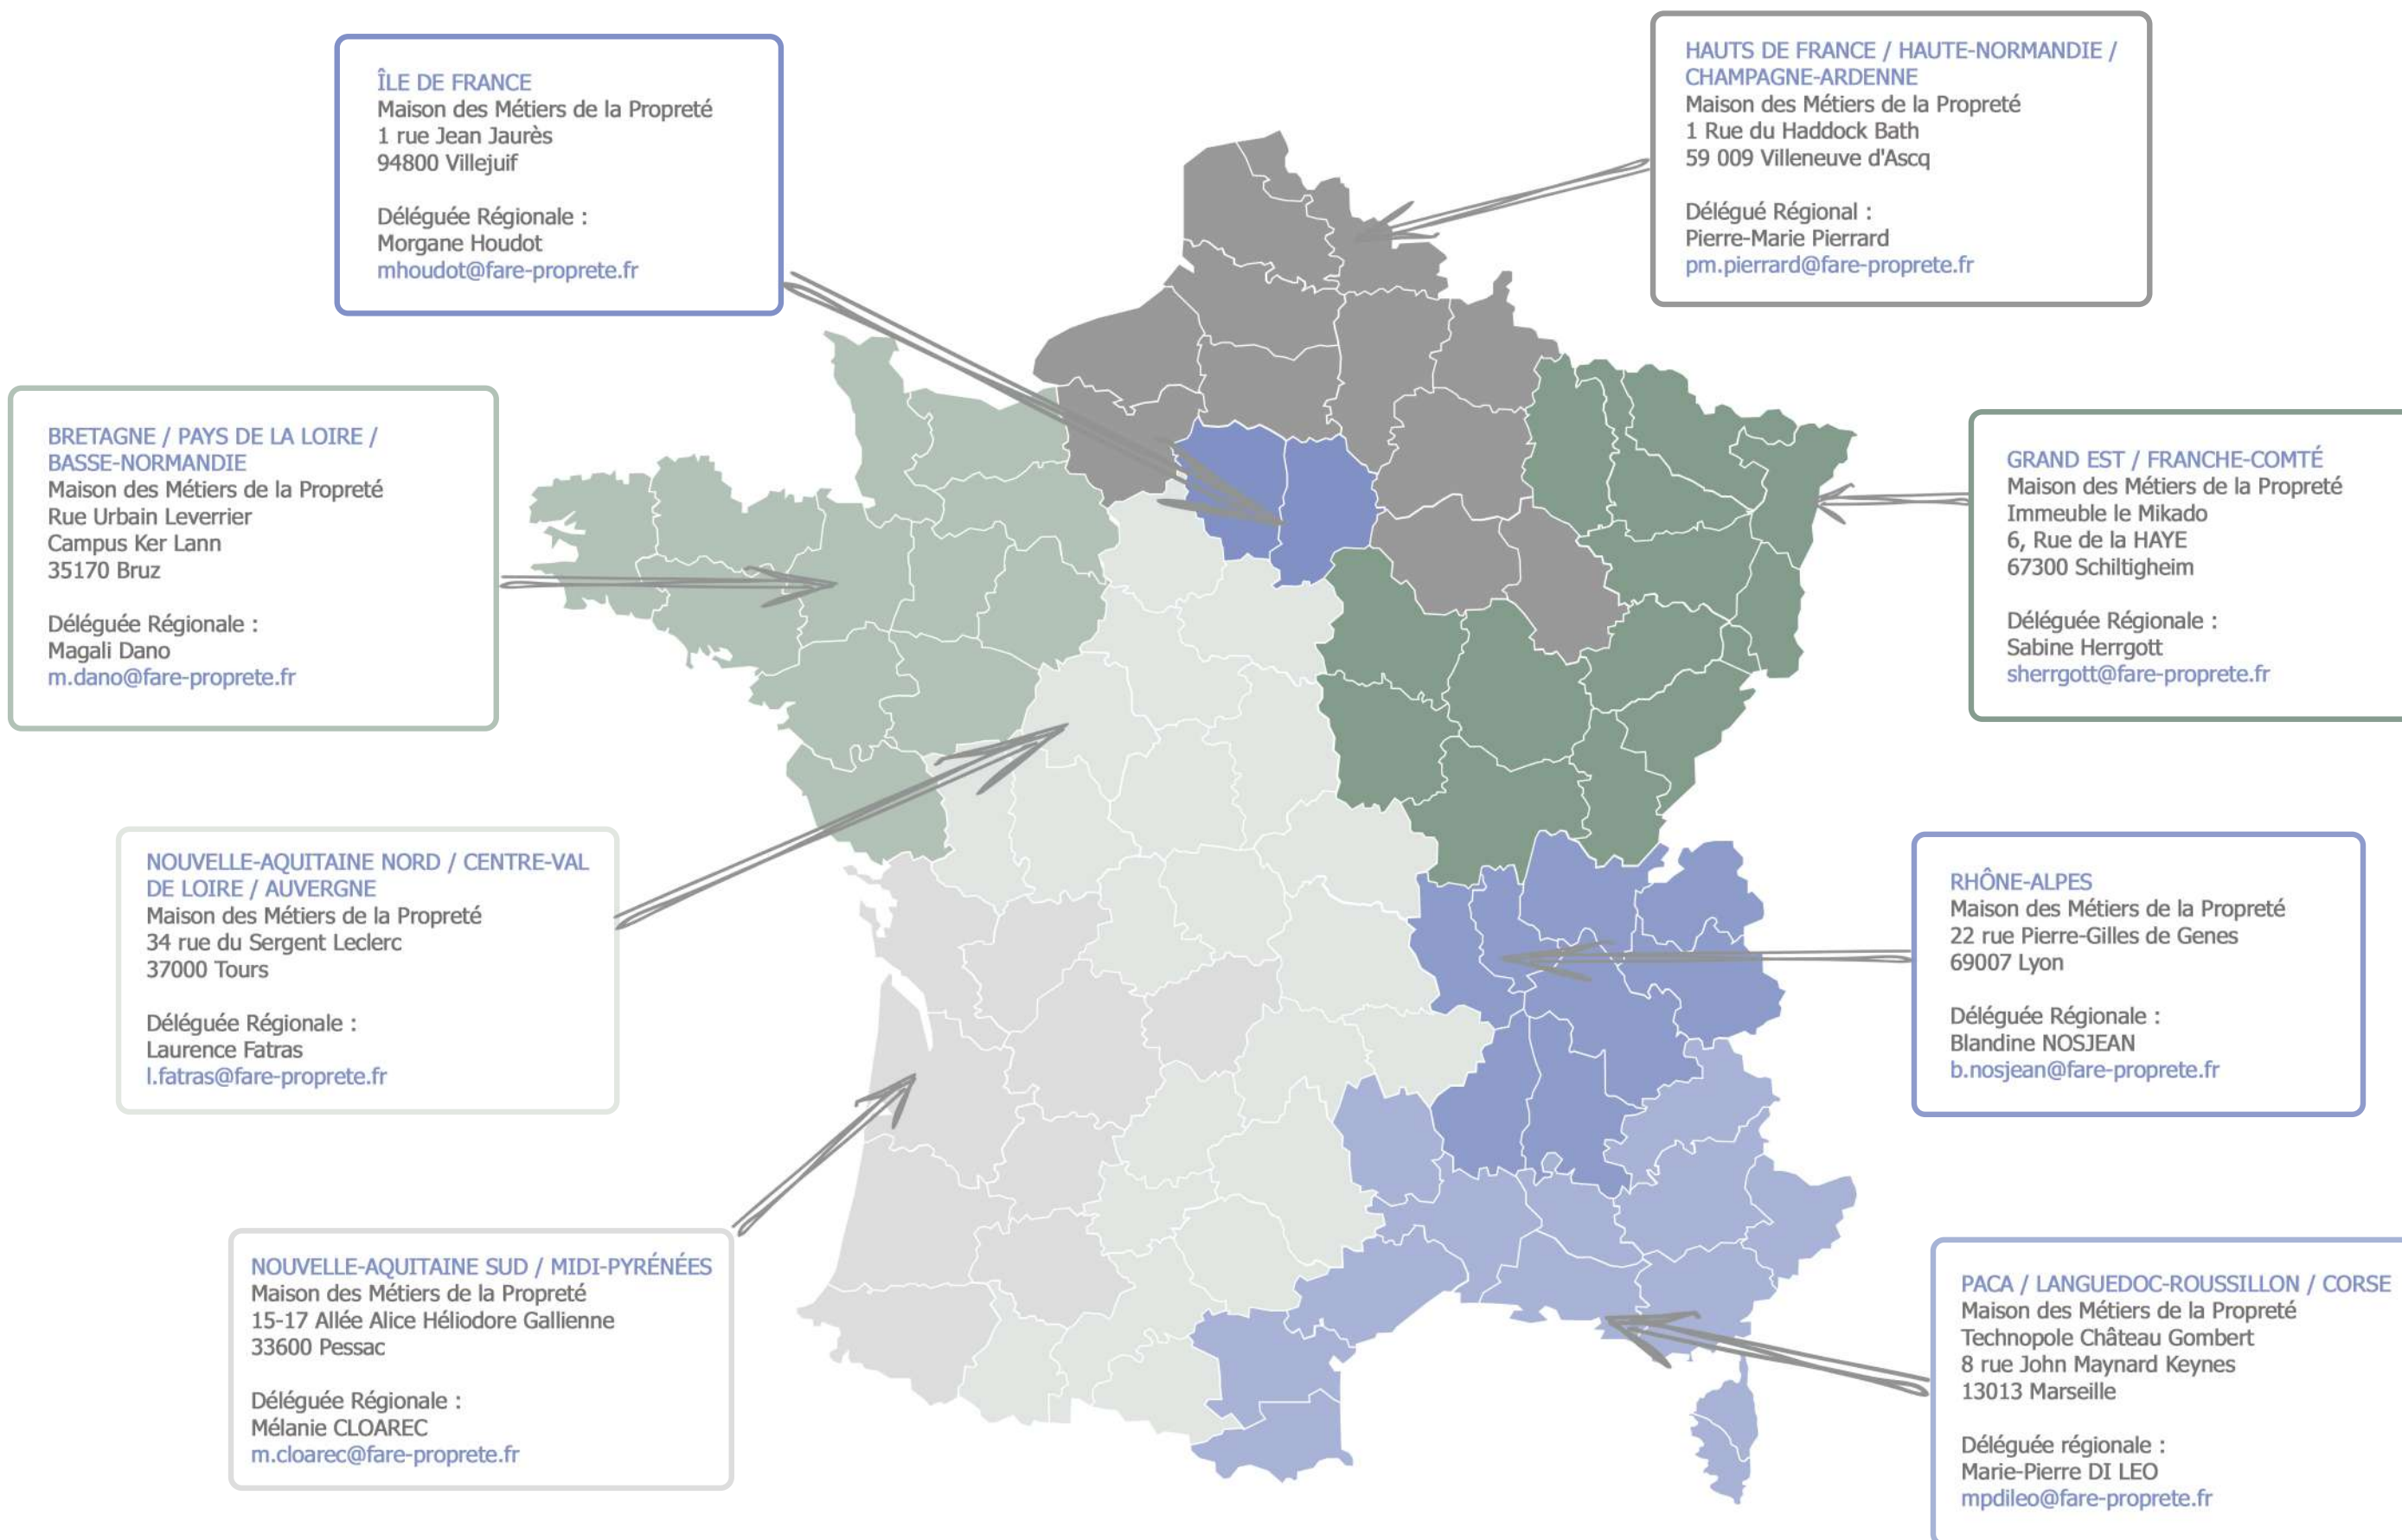 ÎLE DE FRANCE
Maison des Métiers de la Propreté
1 rue Jean Jaurès
94800 Villejuif
Déléguée Régionale :
Morgane Houdot
mhoudot@fare-proprete.fr
HAUTS DE FRANCE / HAUTE-NORMANDIE /
CHAMPAGNE-ARDENNE
Maison des Métiers de la Propreté
1 Rue du Haddock Bath
59 009 Villeneuve d'Ascq
Délégué Régional :
Pierre-Marie Pierrard
pm.pierrard@fare-proprete.fr
BRETAGNE / PAYS DE LA LOIRE /
BASSE-NORMANDIE
Maison des Métiers de la Propreté
Rue Urbain Leverrier
Campus Ker Lann
35170 Bruz
Déléguée Régionale :
Magali Dano
m.dano@fare-proprete.fr
GRAND EST / FRANCHE-COMTÉ
Maison des Métiers de la Propreté
Immeuble le Mikado
6, Rue de la HAYE
67300 Schiltigheim
Déléguée Régionale :
Sabine Herrgott
sherrgott@fare-proprete.fr
NOUVELLE-AQUITAINE NORD / CENTRE-VAL
DE LOIRE / AUVERGNE
Maison des Métiers de la Propreté
34 rue du Sergent Leclerc
37000 Tours
Déléguée Régionale :
Laurence Fatras
l.fatras@fare-proprete.fr
RHÔNE-ALPES
Maison des Métiers de la Propreté
22 rue Pierre-Gilles de Genes
69007 Lyon
Déléguée Régionale :
Blandine NOSJEAN
b.nosjean@fare-proprete.fr
NOUVELLE-AQUITAINE SUD / MIDI-PYRÉNÉES
Maison des Métiers de la Propreté
15-17 Allée Alice Héliodore Gallienne
33600 Pessac
Déléguée Régionale :
Mélanie CLOAREC
m.cloarec@fare-proprete.fr
PACA / LANGUEDOC-ROUSSILLON / CORSE
Maison des Métiers de la Propreté
Technopole Château Gombert
8 rue John Maynard Keynes
13013 Marseille
Déléguée régionale :
Marie-Pierre DI LEO
mpdileo@fare-proprete.fr